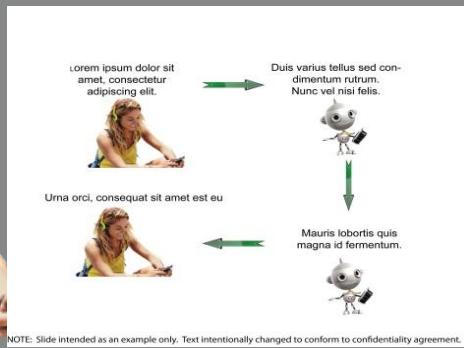 Lorem ipsum dolor sit
amet, consectetur
adipiscing elit.
Duis varius tellus sed con-
dimentum rutrum.
Nunc vel nisi felis.
Urna orci, consequat sit amet est eu
Mauris lobortis quis
magna id fermentum.
NOTE: Slide intended as an example only. Text intentionally changed to conform to confidentiality agreement.